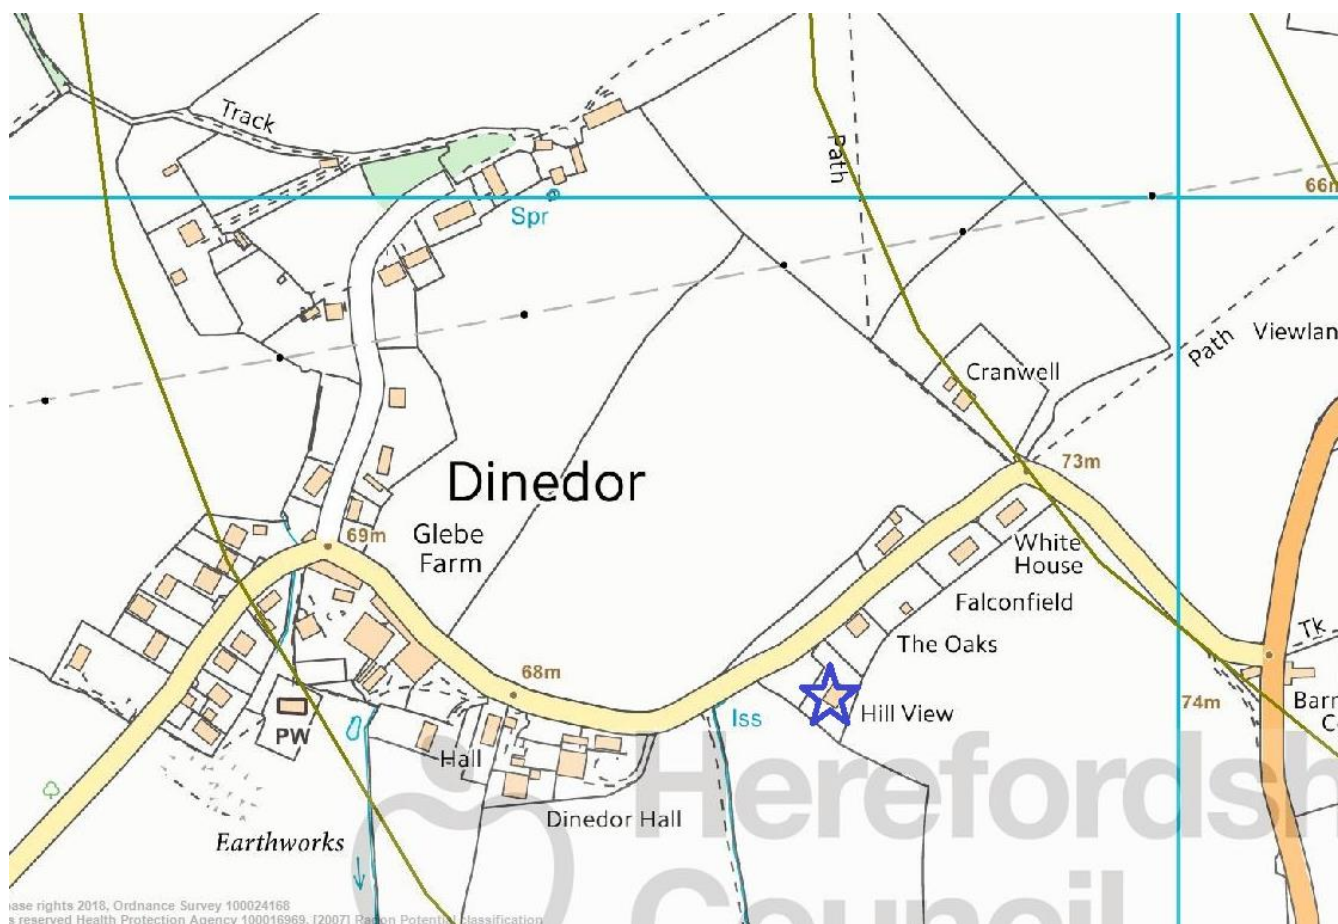 Track
Path
Spr
66m
Path
Viewlan
Cranwell
Dinedor
73m
69m
Glebe
Farm
White
House
Falconfield
The Oaks
Tk
68m
Hill View
Iss
74m
Barr
C
PW
Hall
Dinedor Hall
Earthworks
Herefordsh
Council
ase rights 2018, Ordnance Survey 100024168
s reserved Health Protection Agency 100016969, [2007] Radon Potential classification